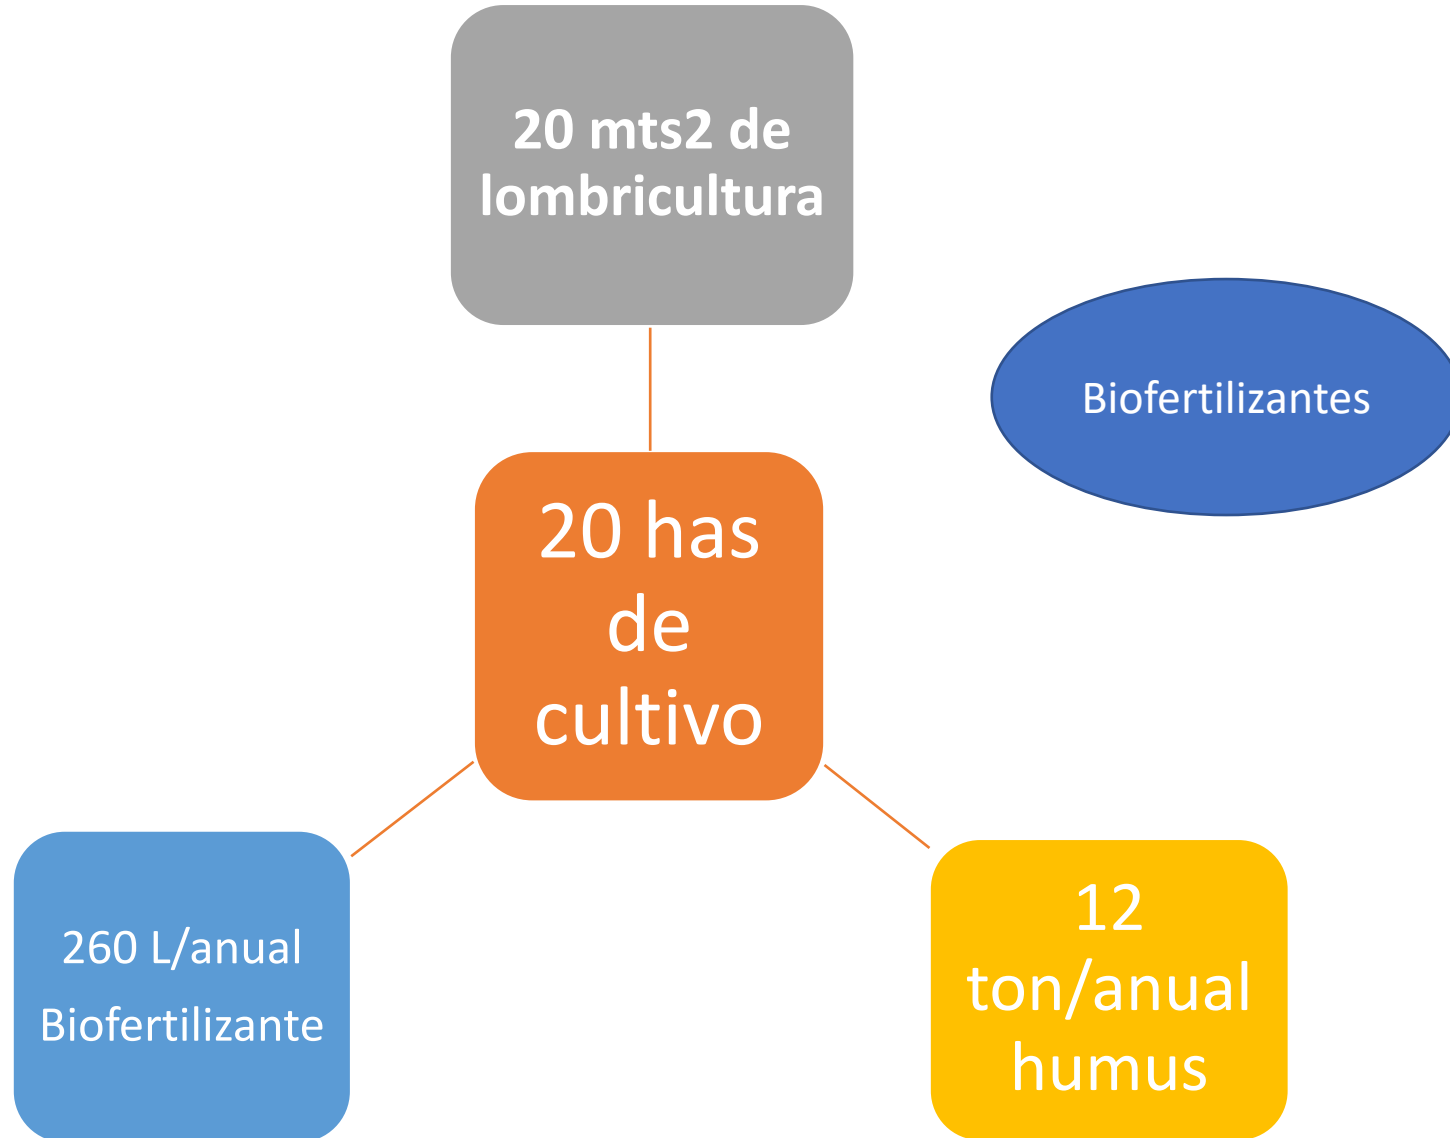 20 mts2 de
lombricultura
Biofertilizantes
20 has
de
cultivo
260 L/anual
Biofertilizante
12
ton/anual
humus